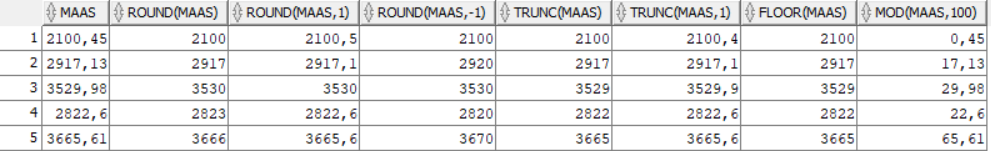 MAAS ROUND(MAAS) ROUND(MAAS,1) ROUND(MAAS,-1) TRUNC(MAAS) TRUNC(MAAS,1) FLOOR(MAAS) MOD(MAAS,100)
1 2100,45 2100 2100,5 2100 2100 2100,4 2100 0,45
2 2917,13 2917 2917,1 2920 2917 2917,1 2917 17,13
3 3529,98 3530 3530 3530 3529 3529,9 3529 29,98
4 2822,6 2823 2822,6 2820 2822 2822,6 2822 22,6
5 3665,61 3666 3665,6 3670 3665 3665,6 3665 65,61